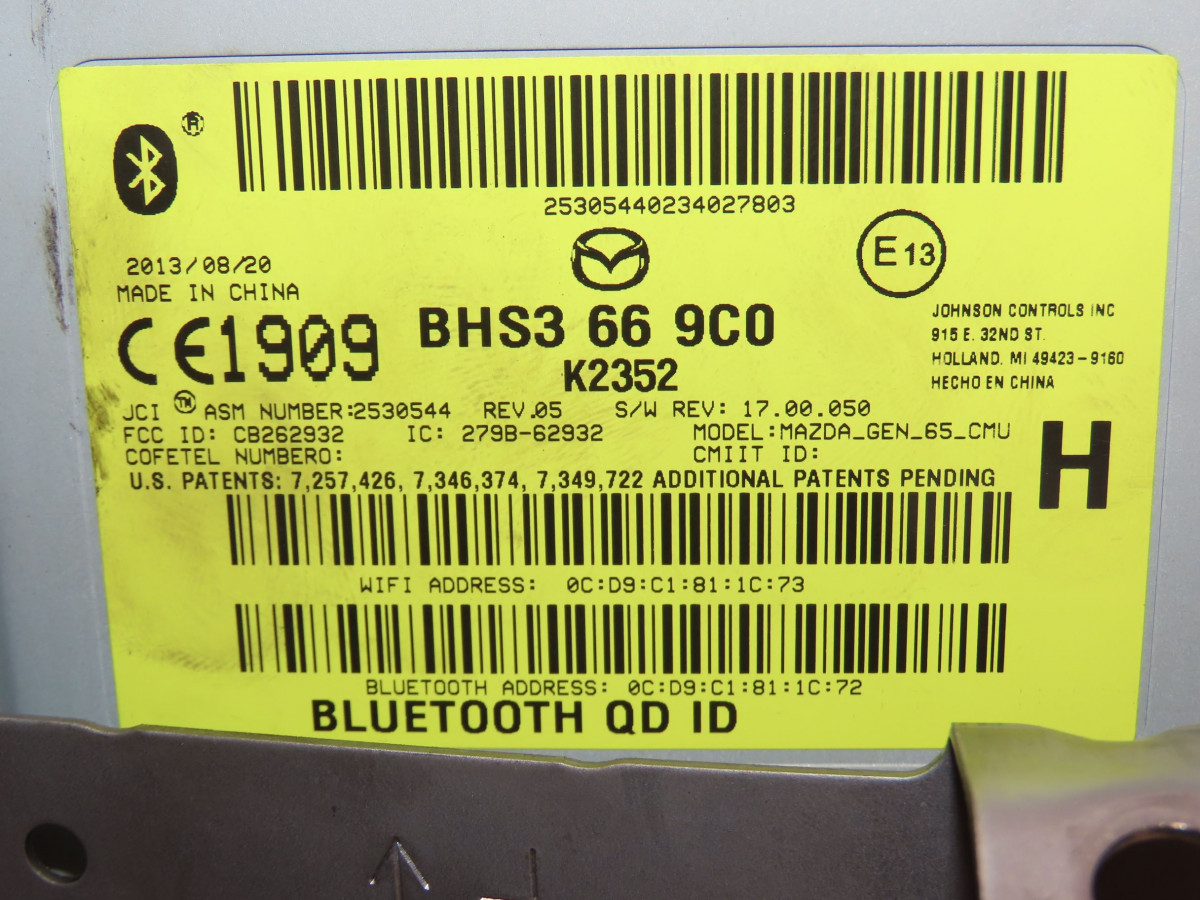 ®
25305440234027803
2013/08/20
MADE IN CHINA
E13
CE1909
BHS3 66 9C0
K2352
JOHNSON CONTROLS INC
915 E. 32ND ST.
HOLLAND. MI 49423-9160
HECHO EN CHINA
JCI ™ ASM NUMBER:2530544 REV.05 S/W REV: 17.00.050
FCC ID: CB262932 IC: 279B-62932 MODEL:MAZDA_GEN_65_CMU
COFETEL NUMBERO: CMIIT ID:
H
U.S. PATENTS: 7,257,426, 7,346,374, 7,349,722 ADDITIONAL PATENTS PENDING
WIFI ADDRESS: 0C:D9:C1:81:1C:73
BLUETOOTH ADDRESS: 0C:D9:C1:81:1C:72
BLUETOOTH QD ID